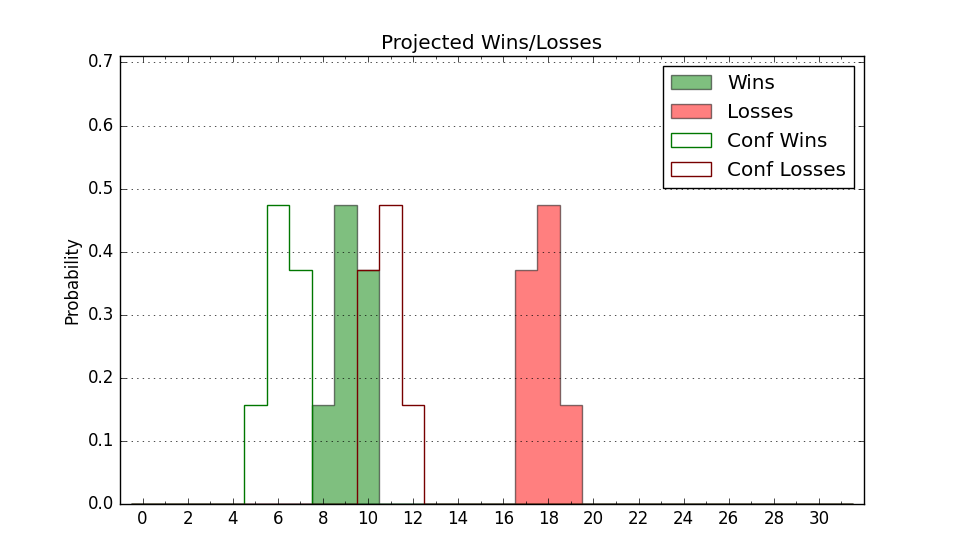 Projected Wins/Losses
0.7
0.6
0.5
0.4
0.3
0.2
0.1
0.0
Probability
Wins
Losses
Conf Wins
Conf Losses
0 2 4 6 8 10 12 14 16 18 20 22 24 26 28 30